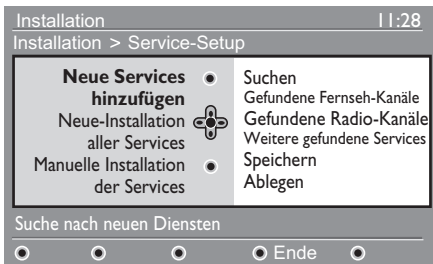 Installation 11:28
Installation > Service-Setup
Neue Services
hinzufügen
Neue-Installation
aller Services
Manuelle Installation
der Services
Suchen
Gefundene Fernseh-Kanäle
Gefundene Radio-Kanäle
Weitere gefundene Services
Speichern
Ablegen
Suche nach neuen Diensten
Ende